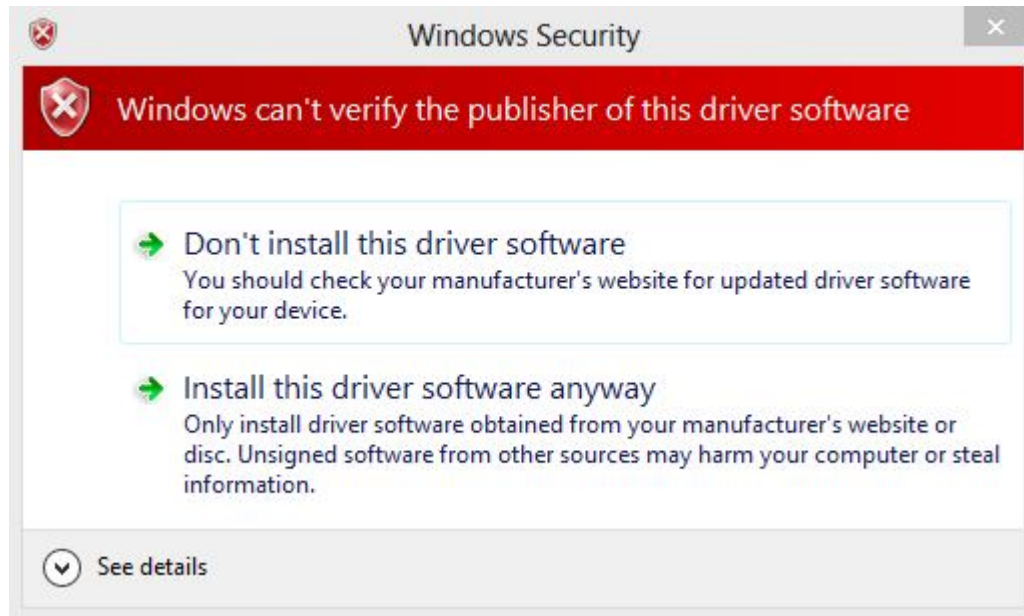 Windows Security
Windows can't verify the publisher of this driver software
Don't install this driver software
You should check your manufacturer's website for updated driver software
for your device.
Install this driver software anyway
Only install driver software obtained from your manufacturer's website or
disc. Unsigned software from other sources may harm your computer or steal
information.
See details